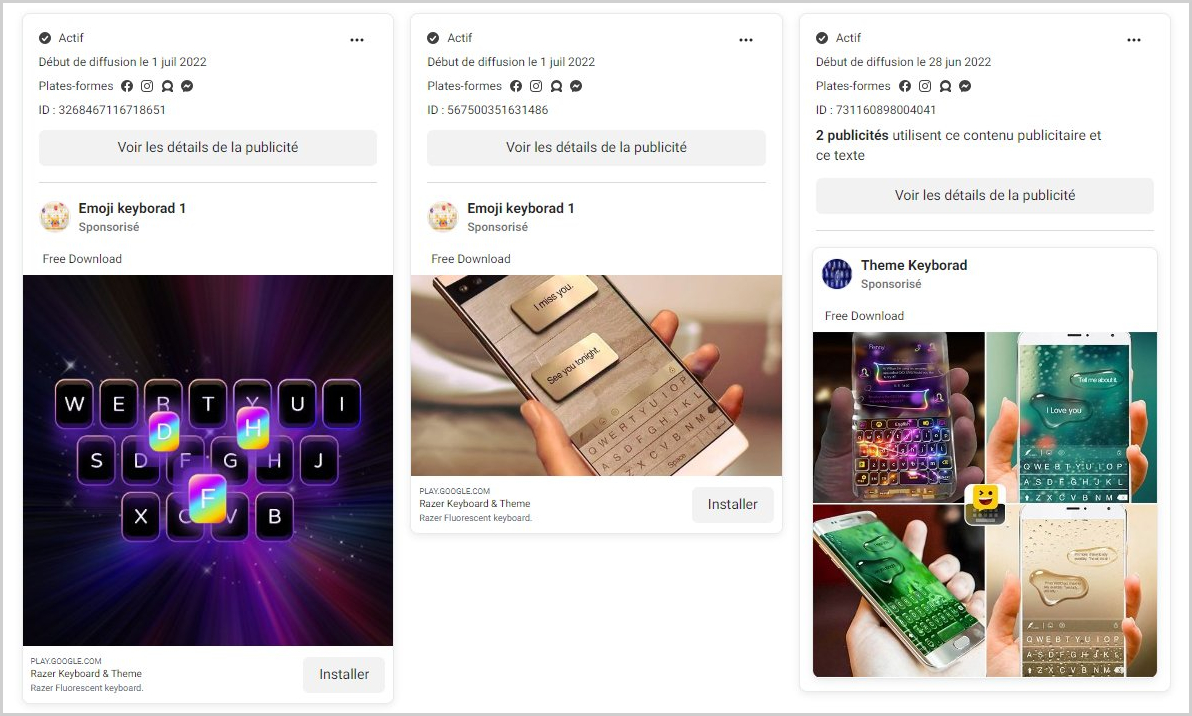 Actif
Début de diffusion le 1 juil 2022
Plates-formes
ID : 3268467116718651
Voir les détails de la publicité
Emoji keyborad 1
Sponsorisé
Free Download
W E R T Y U I
D H
S D F G H J
F
X C V B
PLAY.GOOGLE.COM
Razer Keyboard & Theme
Razer Fluorescent keyboard.
Installer
Actif
Début de diffusion le 1 juil 2022
Plates-formes
ID : 567500351631486
Voir les détails de la publicité
Emoji keyborad 1
Sponsorisé
Free Download
I miss you.
See you tonight.
Q W E R T Y U I O P
A S D F G H J K L
Z X C V B N M
Space
PLAY.GOOGLE.COM
Razer Keyboard & Theme
Razer Fluorescent keyboard.
Installer
Actif
Début de diffusion le 28 jun 2022
Plates-formes
ID : 731160898004041
2 publicités utilisent ce contenu publicitaire et
ce texte
Voir les détails de la publicité
Theme Keyborad
Sponsorisé
Free Download
Tell me about it.
I Love you
Q W E R T Y U I O P
A S D F G H J K L
Z X C V B N M
Q W E R T Y U I O P
A S D F G H J K L
Z X C V B N M